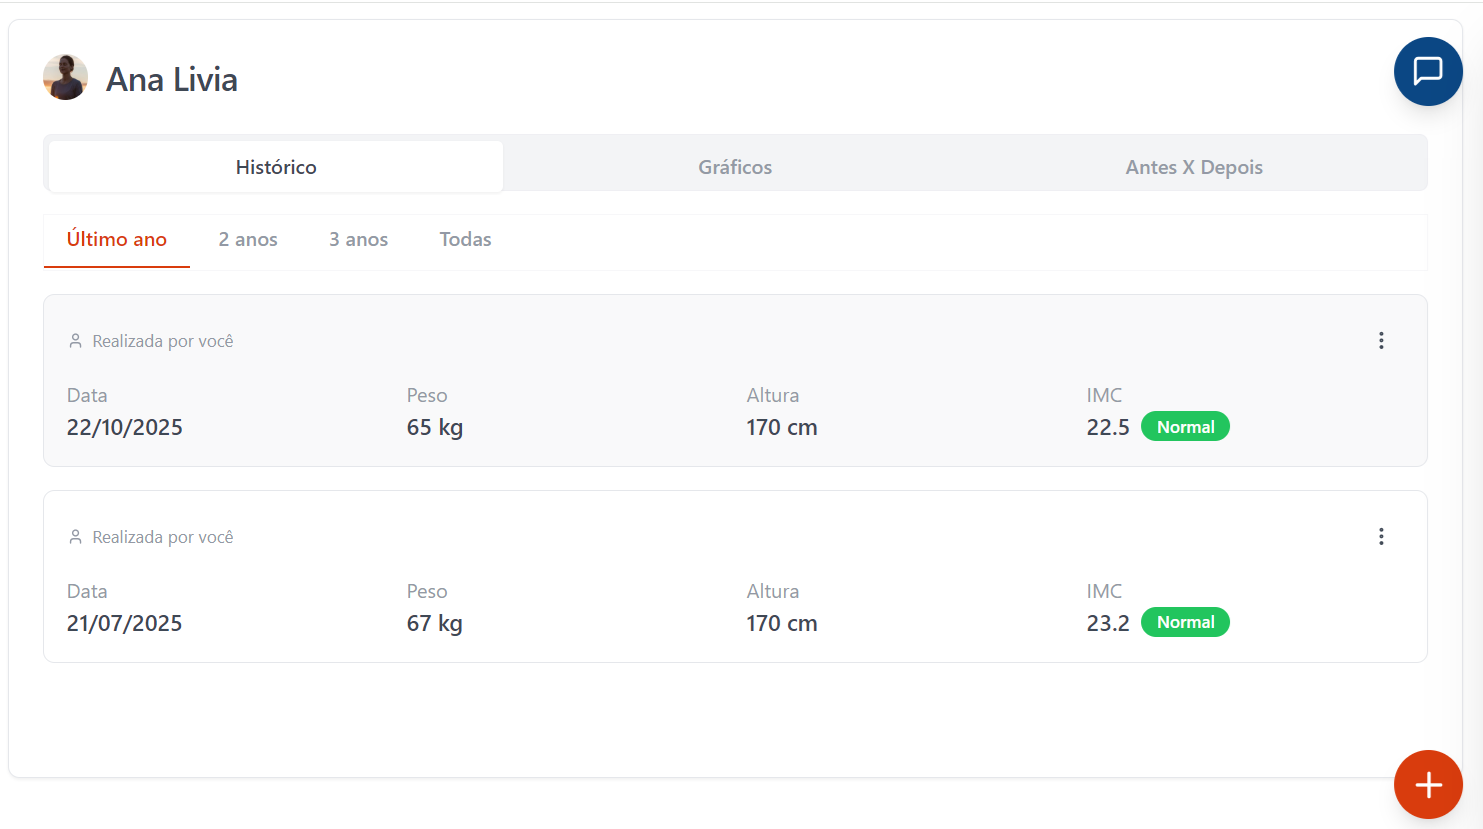 Ana Livia
Histórico Gráficos Antes X Depois
Último ano 2 anos 3 anos Todas
Realizada por você
Data Peso Altura IMC
22/10/2025 65 kg 170 cm 22.5 Normal
Realizada por você
Data Peso Altura IMC
21/07/2025 67 kg 170 cm 23.2 Normal